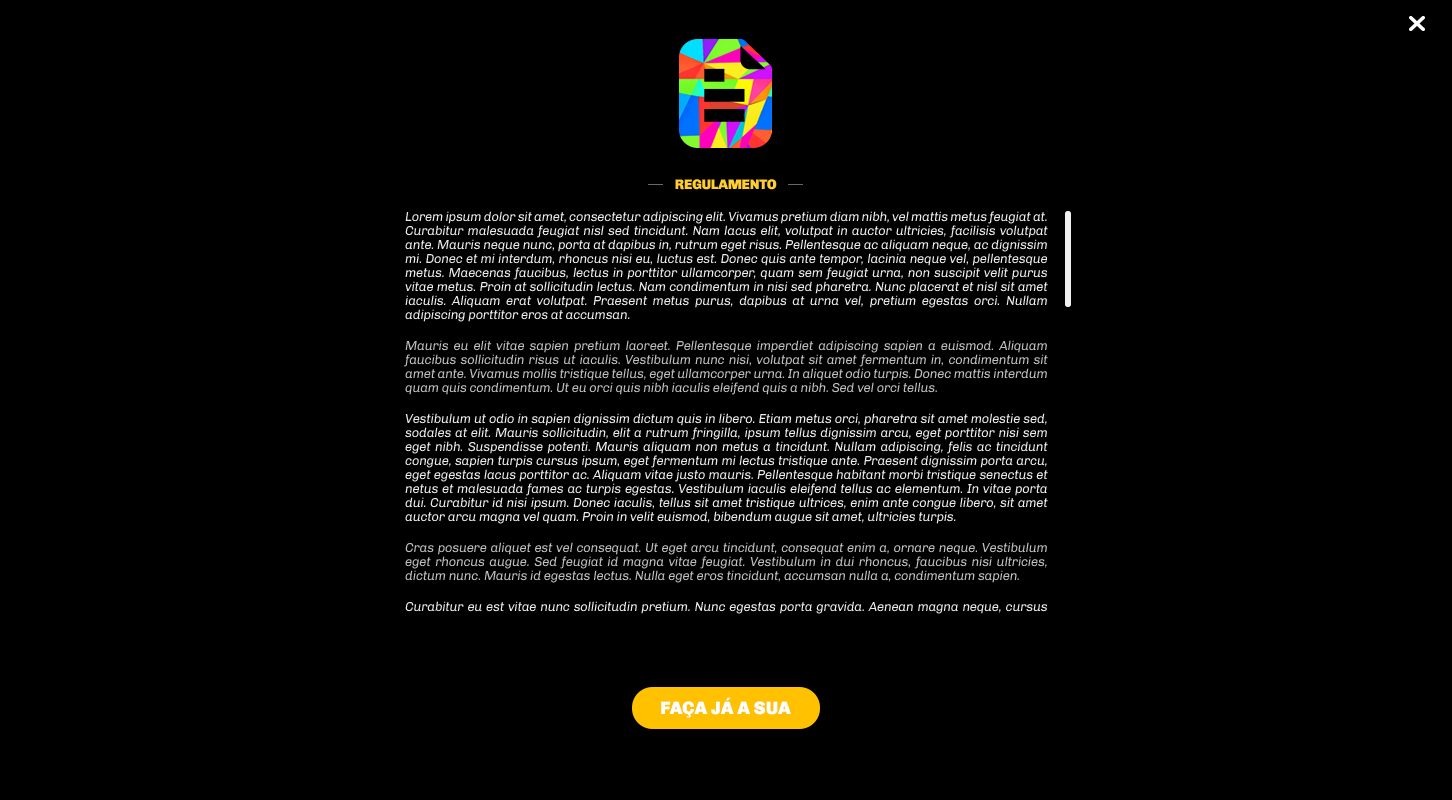 REGULAMENTO
Lorem ipsum dolor sit amet, consectetur adipiscing elit. Vivamus pretium diam nibh, vel mattis metus feugiat at.
Curabitur malesuada feugiat nisl sed tincidunt. Nam lacus elit, volutpat in auctor ultricies, facilisis volutpat
ante. Mauris neque nunc, porta at dapibus in, rutrum eget risus. Pellentesque ac aliquam neque, ac dignissim
mi. Donec et mi interdum, rhoncus nisi eu, luctus est. Donec quis ante tempor, lacinia neque vel, pellentesque
metus. Maecenas faucibus, lectus in porttitor ullamcorper, quam sem feugiat urna, non suscipit velit purus
vitae metus. Proin at sollicitudin lectus. Nam condimentum in nisi sed pharetra. Nunc placerat et nisl sit amet
iaculis. Aliquam erat volutpat. Praesent metus purus, dapibus at urna vel, pretium egestas orci. Nullam
adipiscing porttitor eros at accumsan.
Mauris eu elit vitae sapien pretium laoreet. Pellentesque imperdiet adipiscing sapien a euismod. Aliquam
faucibus sollicitudin risus ut iaculis. Vestibulum nunc nisi, volutpat sit amet fermentum in, condimentum sit
amet ante. Vivamus mollis tristique tellus, eget ullamcorper urna. In aliquet odio turpis. Donec mattis interdum
quam quis condimentum. Ut eu orci quis nibh iaculis eleifend quis a nibh. Sed vel orci tellus.
Vestibulum ut odio in sapien dignissim dictum quis in libero. Etiam metus orci, pharetra sit amet molestie sed,
sodales at elit. Mauris sollicitudin, elit a rutrum fringilla, ipsum tellus dignissim arcu, eget porttitor nisi sem
eget nibh. Suspendisse potenti. Mauris aliquam non metus a tincidunt. Nullam adipiscing, felis ac tincidunt
congue, sapien turpis cursus ipsum, eget fermentum mi lectus tristique ante. Praesent dignissim porta arcu,
eget egestas lacus porttitor ac. Aliquam vitae justo mauris. Pellentesque habitant morbi tristique senectus et
netus et malesuada fames ac turpis egestas. Vestibulum iaculis eleifend tellus ac elementum. In vitae porta
dui. Curabitur id nisi ipsum. Donec iaculis, tellus sit amet tristique ultrices, enim ante congue libero, sit amet
auctor arcu magna vel quam. Proin in velit euismod, bibendum augue sit amet, ultricies turpis.
Cras posuere aliquet est vel consequat. Ut eget arcu tincidunt, consequat enim a, ornare neque. Vestibulum
eget rhoncus augue. Sed feugiat id magna vitae feugiat. Vestibulum in dui rhoncus, faucibus nisi ultricies,
dictum nunc. Mauris id egestas lectus. Nulla eget eros tincidunt, accumsan nulla a, condimentum sapien.
Curabitur eu est vitae nunc sollicitudin pretium. Nunc egestas porta gravida. Aenean magna neque, cursus
FAÇA JÁ A SUA